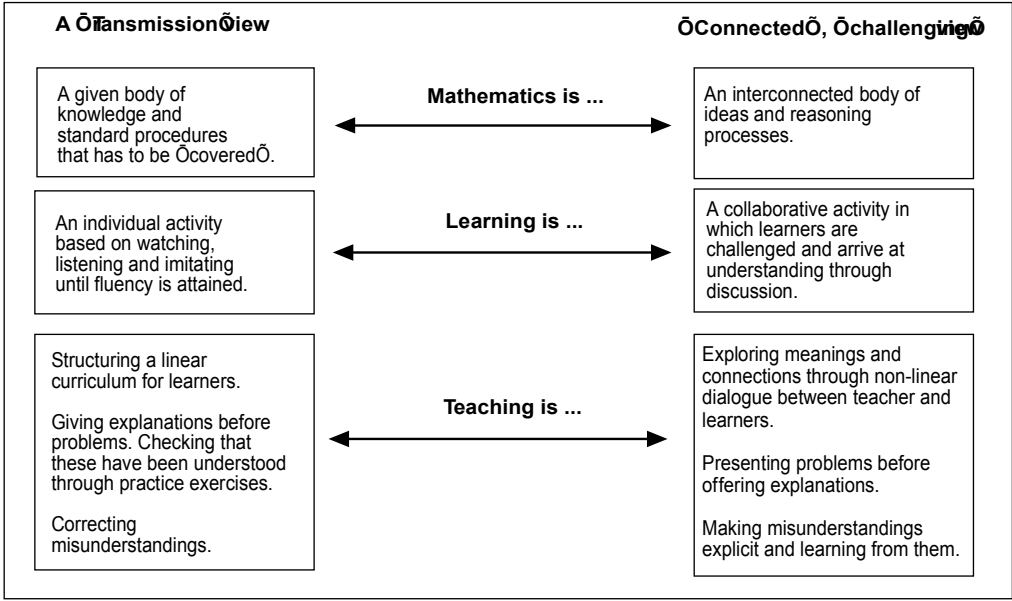 A ÕTansmissionÕview
ÕConnectedÕ, ÕchallengingÕ view
A given body of
knowledge and
standard procedures
that has to be ÕcoveredÕ.
Mathematics is ...
An interconnected body of
ideas and reasoning
processes.
An individual activity
based on watching,
listening and imitating
until fluency is attained.
Learning is ...
A collaborative activity in
which learners are
challenged and arrive at
understanding through
discussion.
Structuring a linear
curriculum for learners.
Giving explanations before
problems. Checking that
these have been understood
through practice exercises.
Correcting
misunderstandings.
Teaching is ...
Exploring meanings and
connections through non-linear
dialogue between teacher and
learners.
Presenting problems before
offering explanations.
Making misunderstandings
explicit and learning from them.